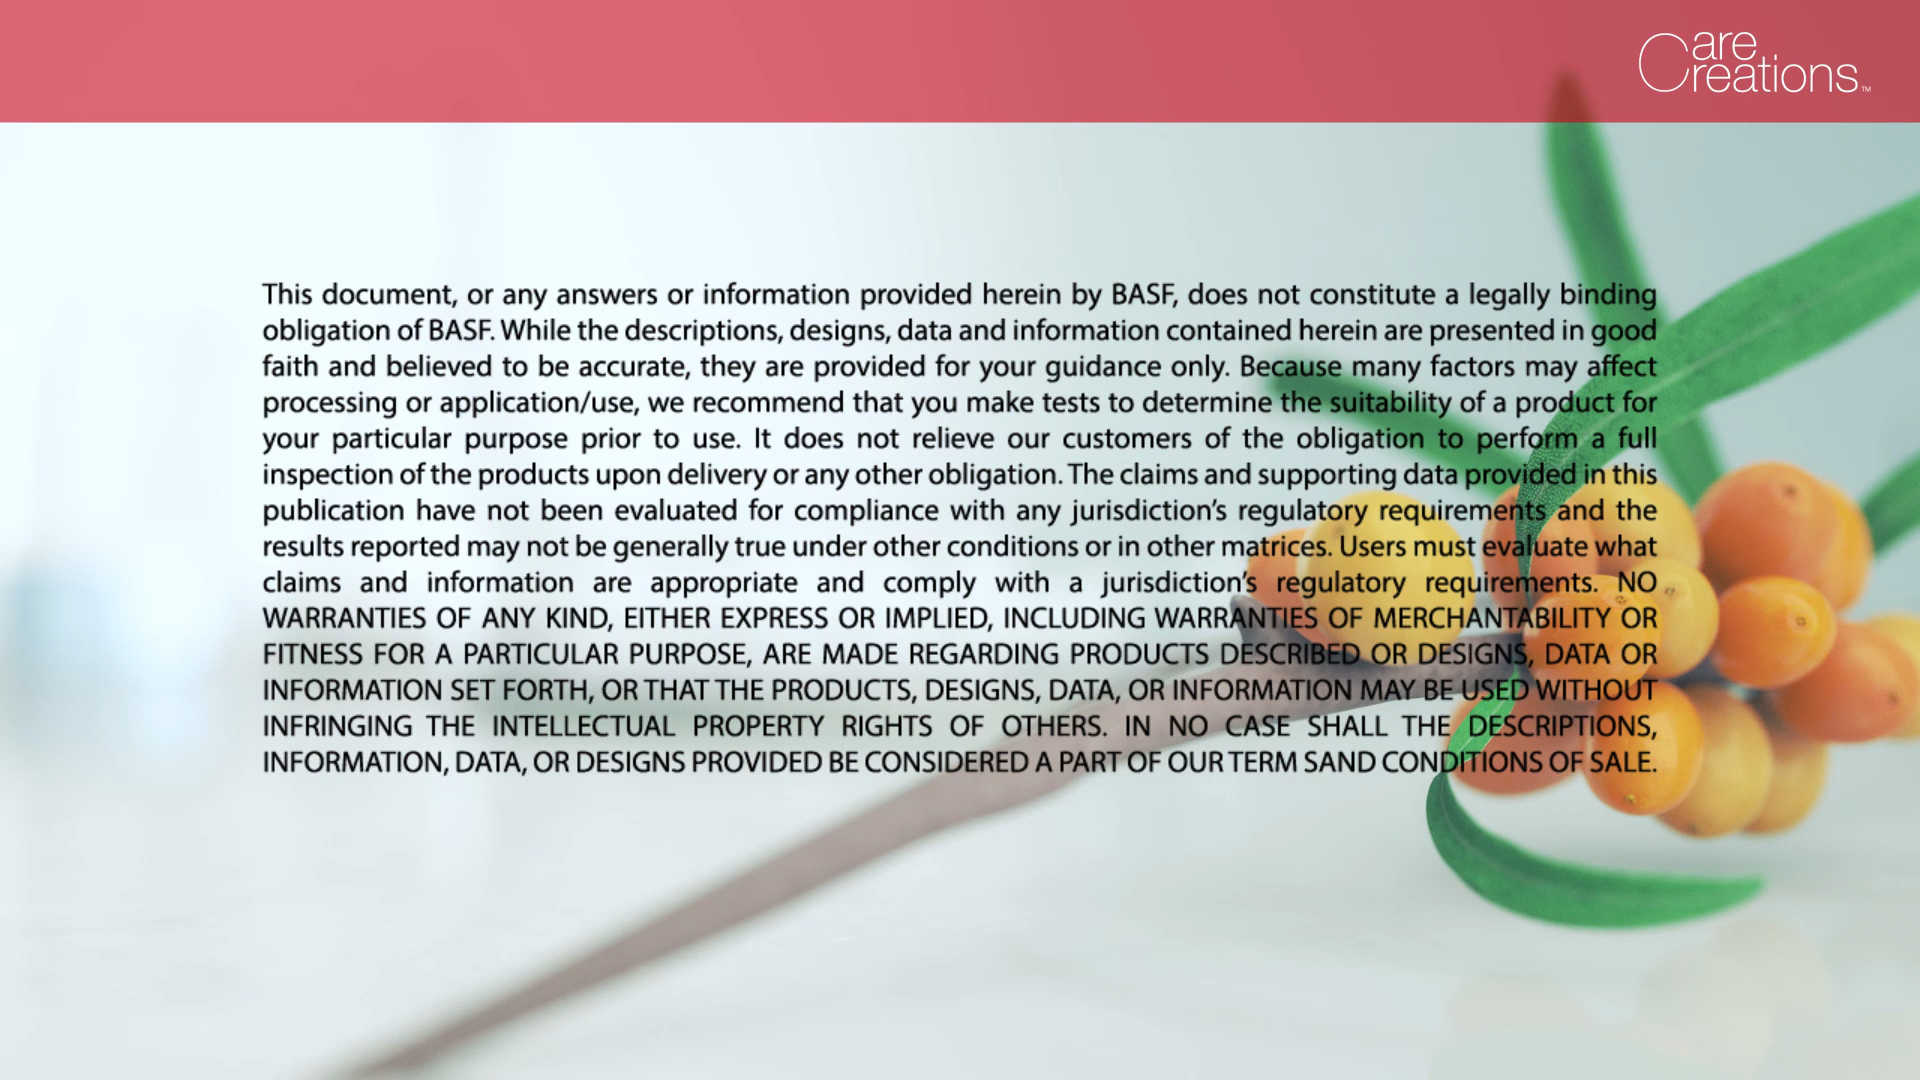 Care
Creations™
This document, or any answers or information provided herein by BASF, does not constitute a legally binding
obligation of BASF. While the descriptions, designs, data and information contained herein are presented in good
faith and believed to be accurate, they are provided for your guidance only. Because many factors may affect
processing or application/use, we recommend that you make tests to determine the suitability of a product for
your particular purpose prior to use. It does not relieve our customers of the obligation to perform a full
inspection of the products upon delivery or any other obligation. The claims and supporting data provided in this
publication have not been evaluated for compliance with any jurisdiction’s regulatory requirements and the
results reported may not be generally true under other conditions or in other matrices. Users must evaluate what
claims and information are appropriate and comply with a jurisdiction’s regulatory requirements. NO
WARRANTIES OF ANY KIND, EITHER EXPRESS OR IMPLIED, INCLUDING WARRANTIES OF MERCHANTABILITY OR
FITNESS FOR A PARTICULAR PURPOSE, ARE MADE REGARDING PRODUCTS DESCRIBED OR DESIGNS, DATA OR
INFORMATION SET FORTH, OR THAT THE PRODUCTS, DESIGNS, DATA, OR INFORMATION MAY BE USED WITHOUT
INFRINGING THE INTELLECTUAL PROPERTY RIGHTS OF OTHERS. IN NO CASE SHALL THE DESCRIPTIONS,
INFORMATION, DATA, OR DESIGNS PROVIDED BE CONSIDERED A PART OF OUR TERM SAND CONDITIONS OF SALE.